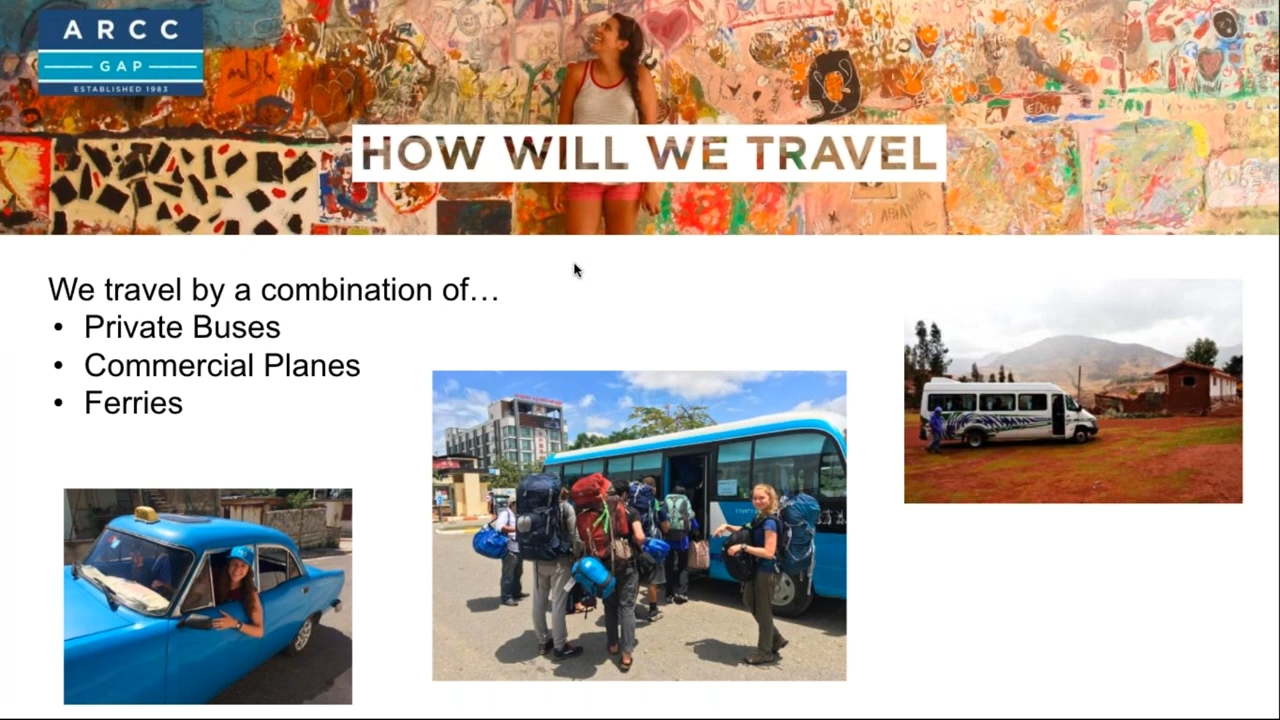 ARCC
GAP
ESTABLISHED 1983
HOW WILL WE TRAVEL
We travel by a combination of…
• Private Buses
• Commercial Planes
• Ferries